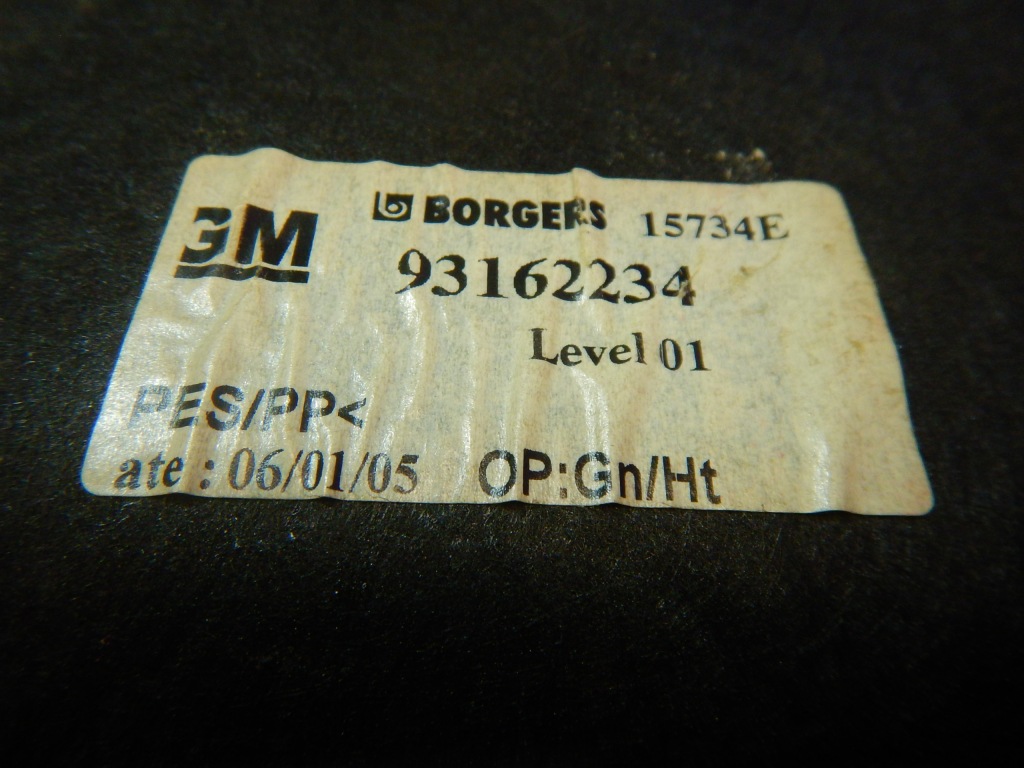 GM BORGERS 15734E
93162234
Level 01
PES/PP<
ate : 06/01/05 OP:Gn/Ht